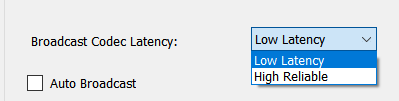 Broadcast Codec Latency: Low Latency
Low Latency
High Reliable
Auto Broadcast